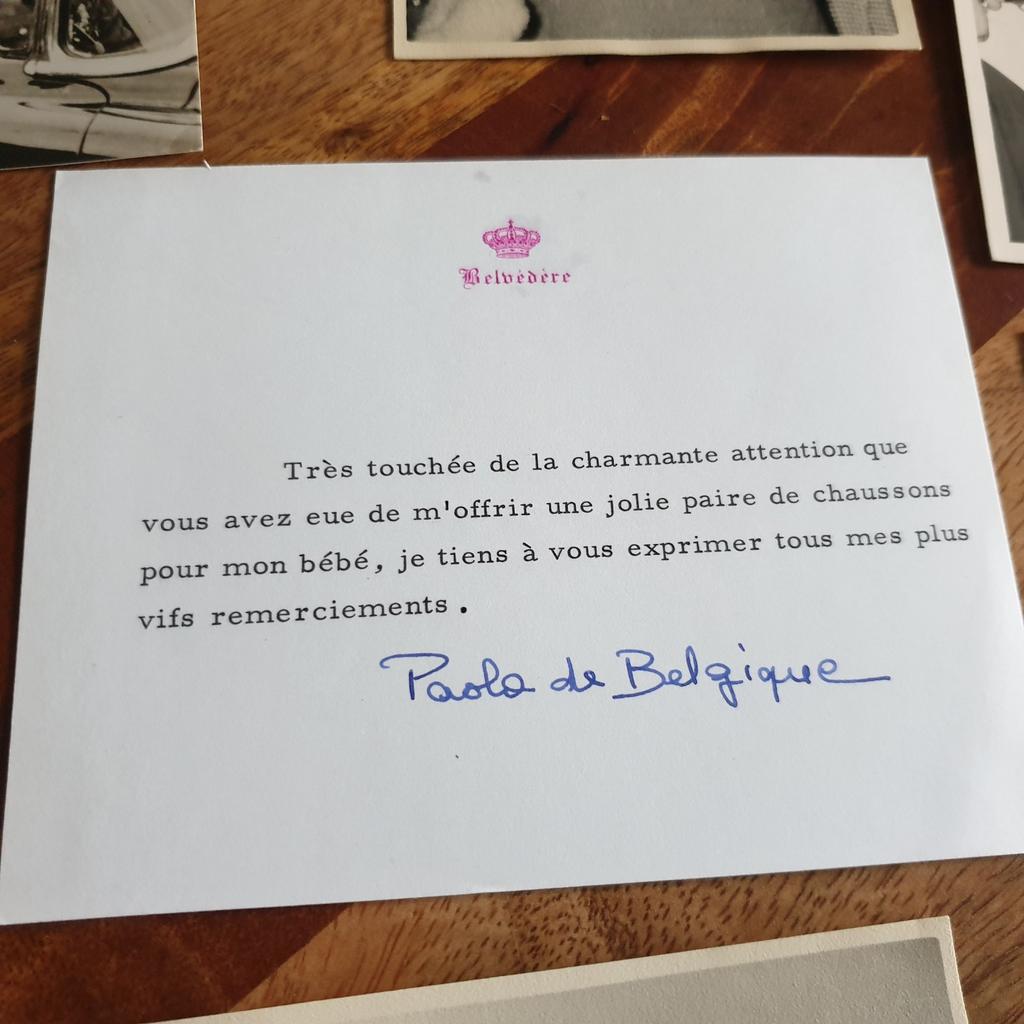 Belvédère
Très touchée de la charmante attention que
vous avez eue de m'offrir une jolie paire de chaussons
pour mon bébé, je tiens à vous exprimer tous mes plus
vifs remerciements.
Paola de Belgique